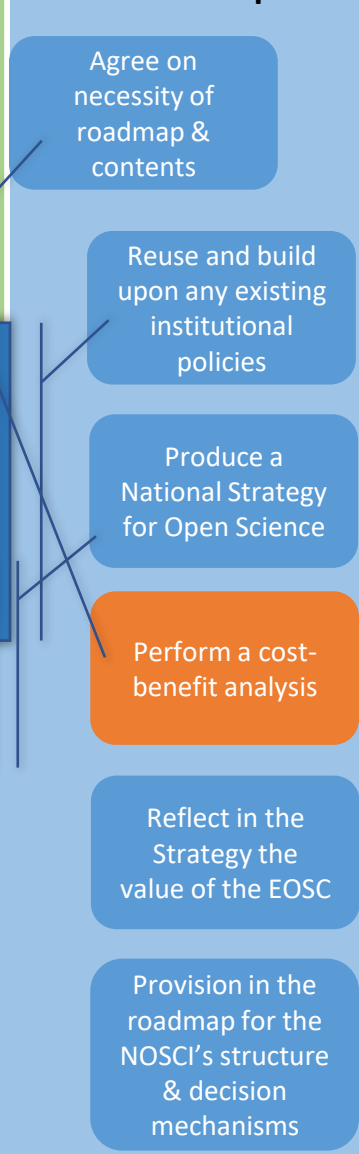 Agree on
necessity of
roadmap &
contents
Reuse and build
upon any existing
institutional
policies
Produce a
National Strategy
for Open Science
Perform a cost-
benefit analysis
Reflect in the
Strategy the
value of the EOSC
Provision in the
roadmap for the
NOSCI’s structure
& decision
mechanisms